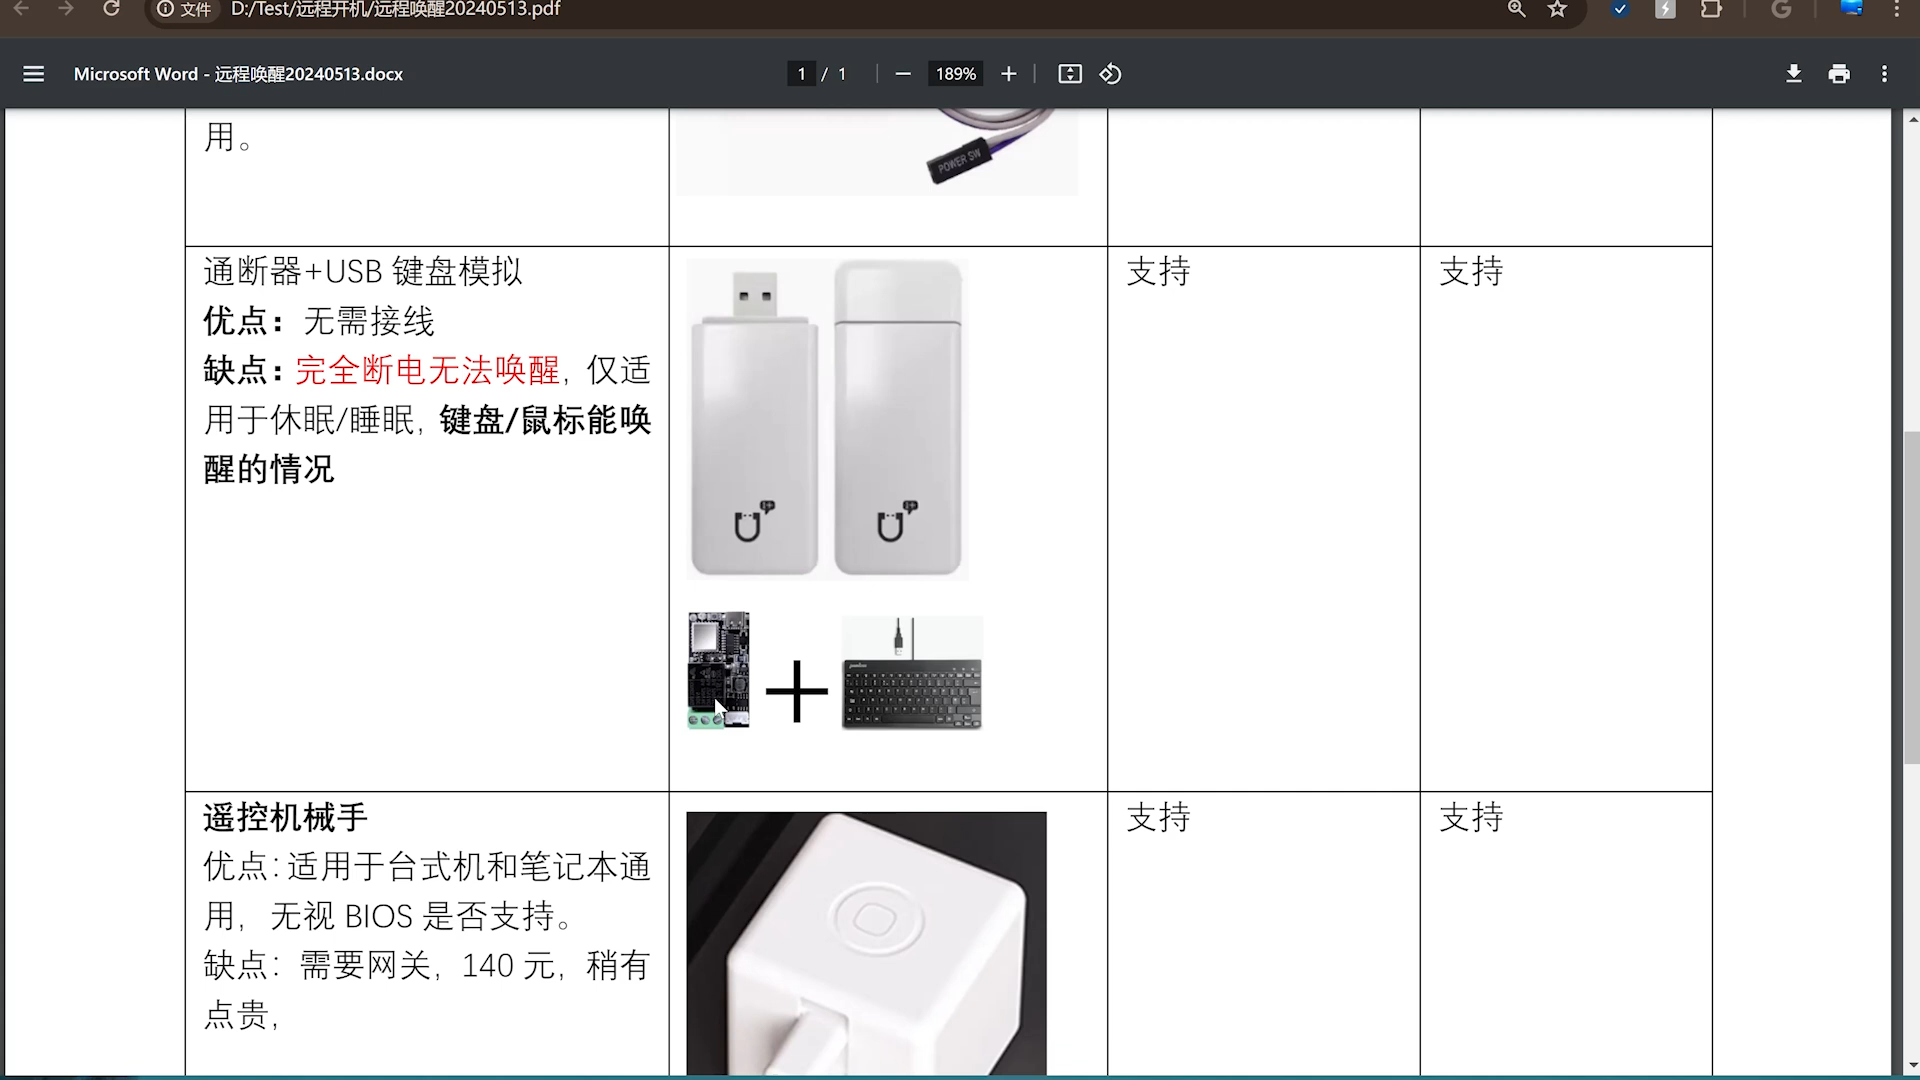 文件
D:/Test/远程开机/远程唤醒20240513.pdf
Microsoft Word - 远程唤醒20240513.docx
1 / 1
189%
用。
POWER SW
通断器+USB 键盘模拟
支持
支持
优点：无需接线
缺点：完全断电无法唤醒，仅适
用于休眠/睡眠，键盘/鼠标能唤
醒的情况
遥控机械手
支持
支持
优点：适用于台式机和笔记本通
用，无视 BIOS 是否支持。
缺点：需要网关，140 元，稍有
点贵，